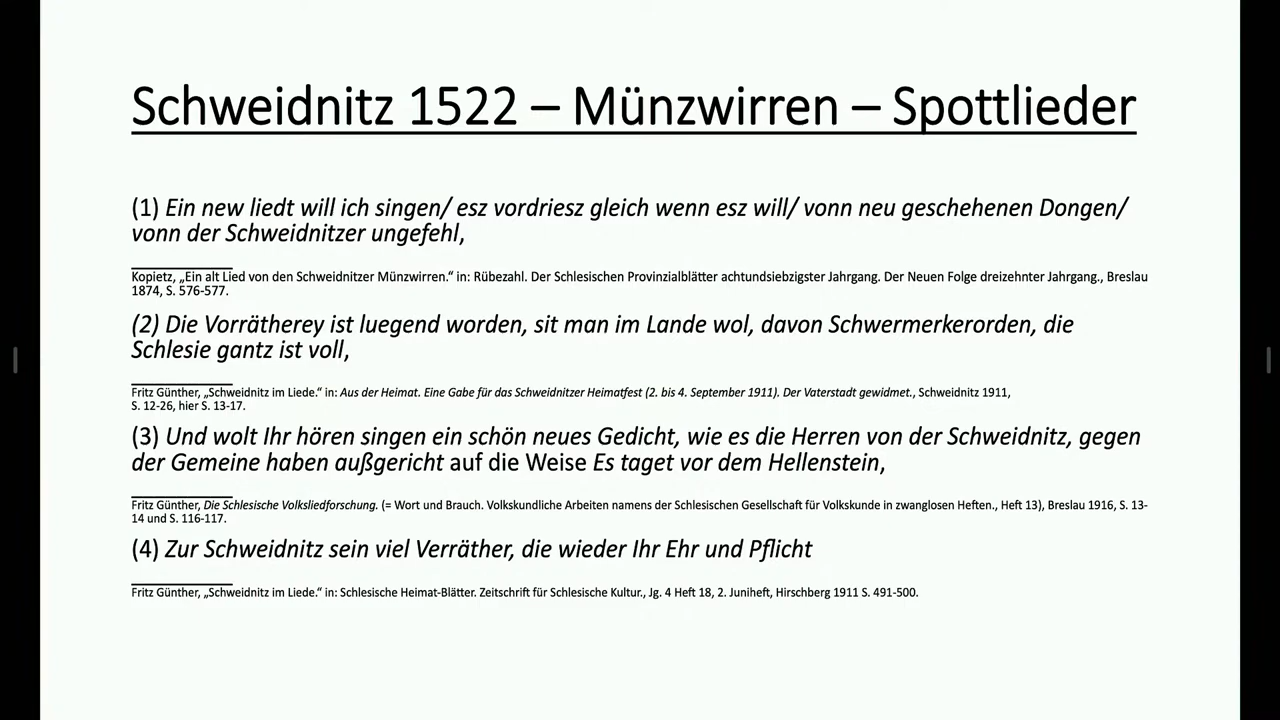 Schweidnitz 1522 – Münzwirren – Spottlieder
(1) Ein new liedt will ich singen/ esz vordriesz gleich wenn esz will/ vonn neu geschehenen Dongen/
vonn der Schweidnitzer ungefehl,
Kopietz, „Ein alt Lied von den Schweidnitzer Münzwirren.“ in: Rübezahl. Der Schlesischen Provinzialblätter achtundsiebzigster Jahrgang. Der Neuen Folge dreizehnter Jahrgang., Breslau
1874, S. 576-577.
(2) Die Vorrätherey ist luegend worden, sit man im Lande wol, davon Schwermerkerorden, die
Schlesie gantz ist voll,
Fritz Günther, „Schweidnitz im Liede.“ in: Aus der Heimat. Eine Gabe für das Schweidnitzer Heimatfest (2. bis 4. September 1911). Der Vaterstadt gewidmet., Schweidnitz 1911,
S. 12-26, hier S. 13-17.
(3) Und wolt Ihr hören singen ein schön neues Gedicht, wie es die Herren von der Schweidnitz, gegen
der Gemeine haben außgericht auf die Weise Es taget vor dem Hellenstein,
Fritz Günther, Die Schlesische Volksliedforschung. (= Wort und Brauch. Volkskundliche Arbeiten namens der Schlesischen Gesellschaft für Volkskunde in zwanglosen Heften., Heft 13), Breslau 1916, S. 13-
14 und S. 116-117.
(4) Zur Schweidnitz sein viel Verräther, die wieder Ihr Ehr und Pflicht
Fritz Günther, „Schweidnitz im Liede.“ in: Schlesische Heimat-Blätter. Zeitschrift für Schlesische Kultur., Jg. 4 Heft 18, 2. Juniheft, Hirschberg 1911 S. 491-500.